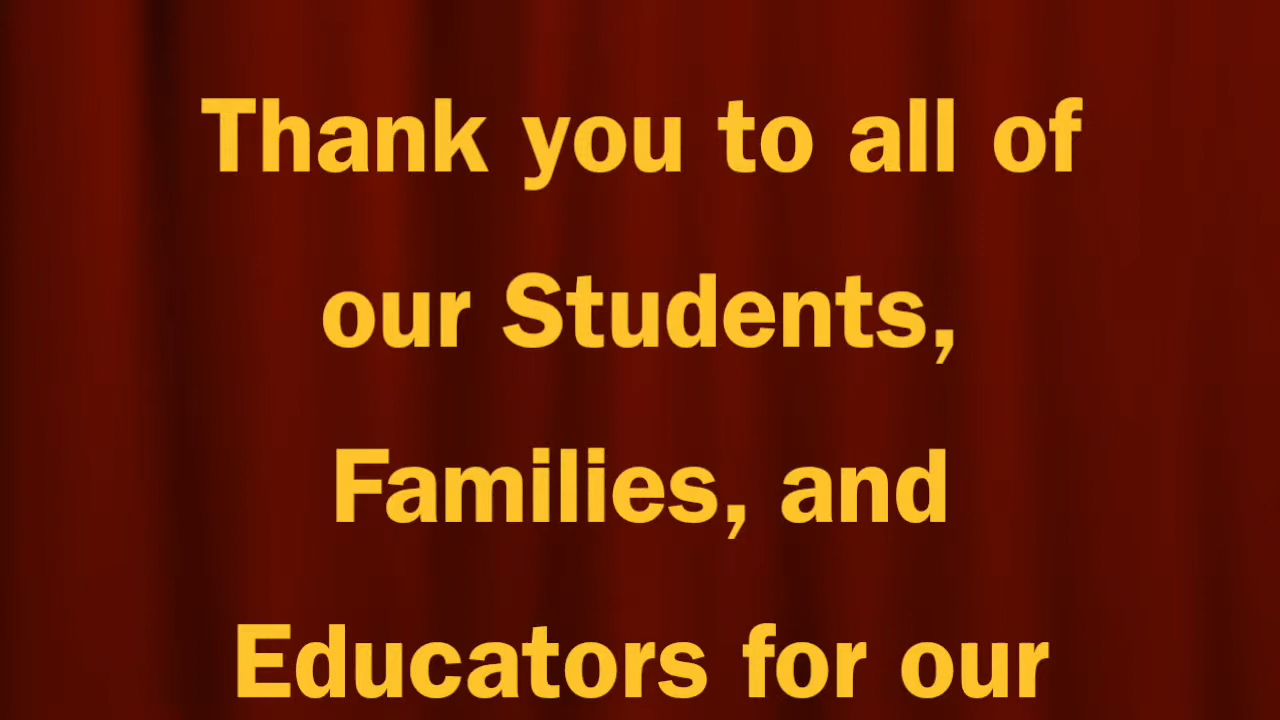 Thank you to all of
our Students,
Families, and
Educators for our